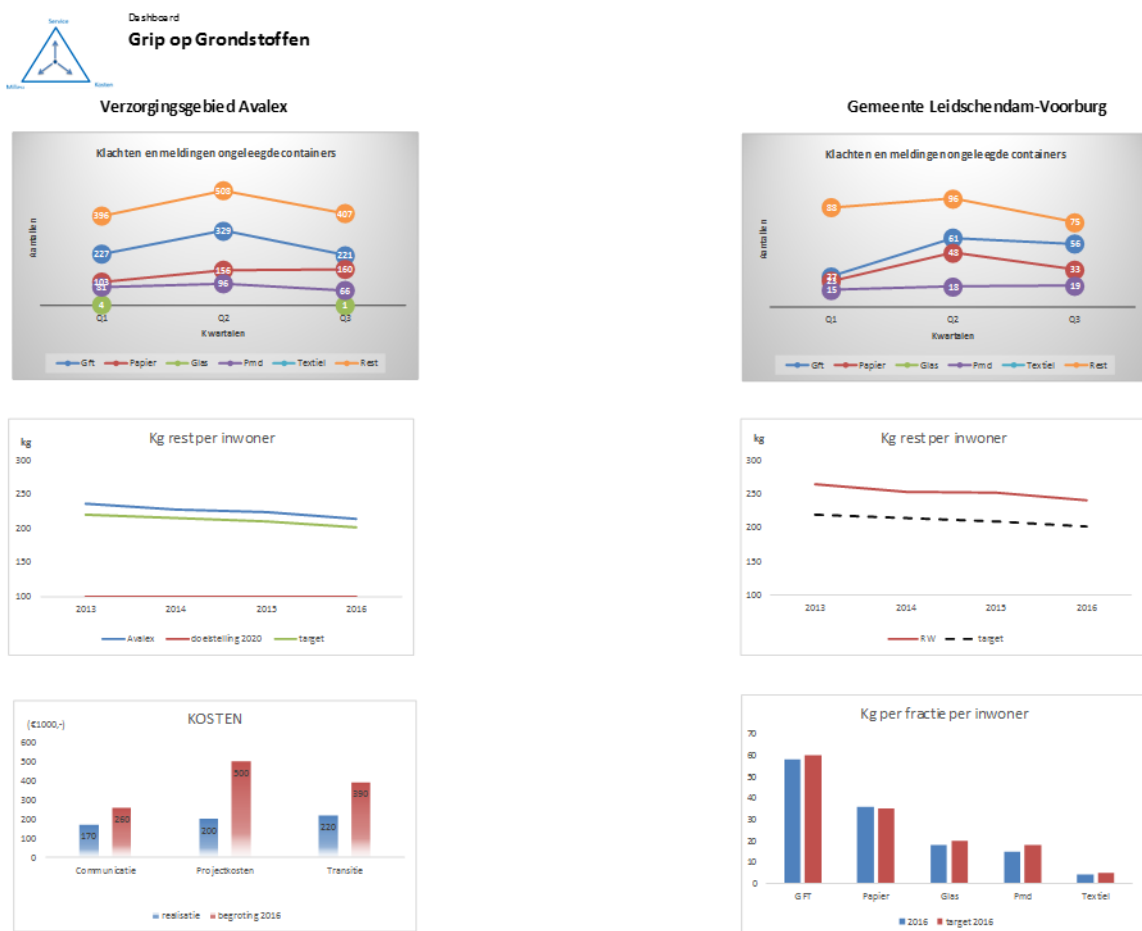 Service
Milieu
Kosten
Dashboard
Grip op Grondstoffen
Verzorgingsgebied Avalex
Klachten en meldingen ongeleegde containers
Aantallen
396
508
407
227
329
221
103
156
160
81
96
66
4
1
Q1
Q2
Q3
Kwartalen
Gft
Papier
Glas
Pmd
Textiel
Rest
Gemeente Leidschendam-Voorburg
Klachten en meldingen ongeleegde containers
Aantallen
88
96
75
27
61
56
48
33
15
18
19
Q1
Q2
Q3
Kwartalen
Gft
Papier
Glas
Pmd
Textiel
Rest
Kg rest per inwoner
kg
300
250
200
150
100
2013
2014
2015
2016
Avalex
doelstelling 2020
target
Kg rest per inwoner
kg
300
250
200
150
100
2013
2014
2015
2016
RW
target
KOSTEN
(€1000,-)
600
500
400
300
200
100
0
170
260
200
500
220
390
Communicatie
Projectkosten
Transitie
realisatie
begroting 2016
Kg per fractie per inwoner
70
60
50
40
30
20
10
0
GFT
Papier
Glas
Pmd
Textiel
2016
target 2016